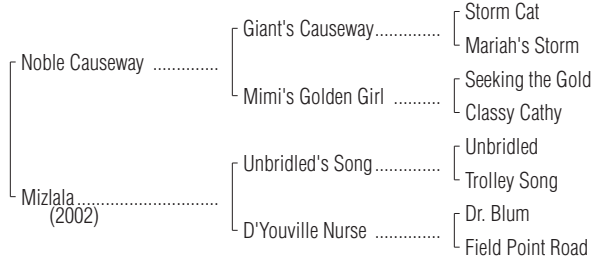 Storm Cat
Giant's Causeway..............
Mariah's Storm
Noble Causeway ..............
Seeking the Gold
Mimi's Golden Girl ..........
Classy Cathy
Unbridled
Unbridled's Song..............
Trolley Song
Mizlala..............................
(2002)
Dr. Blum
D'Youville Nurse ..............
Field Point Road